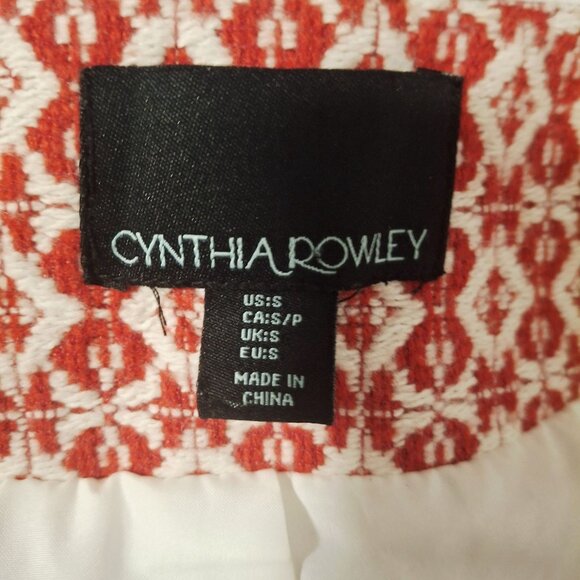 CYNTHIA ROWLEY
US:S
CA:S/P
UK:S
EU:S
MADE IN
CHINA